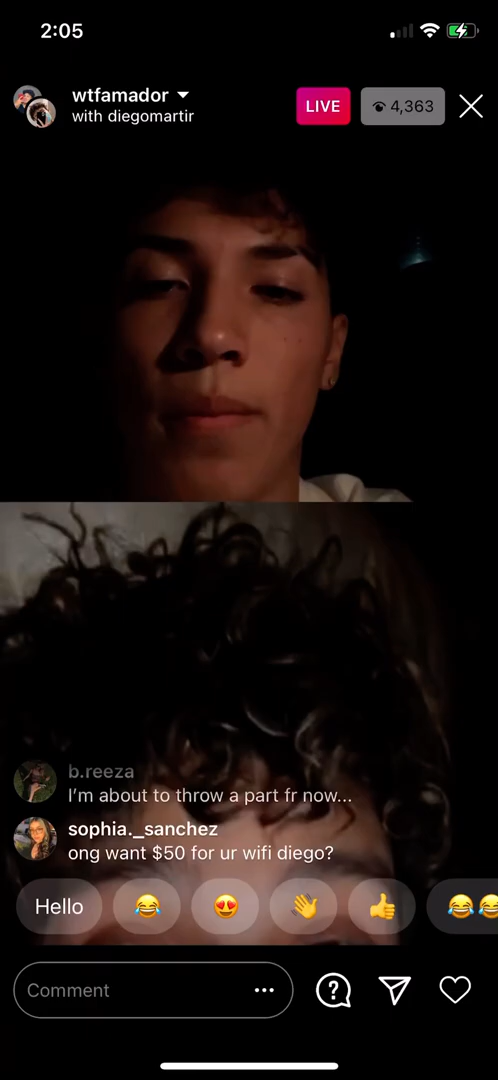 2:05
wtfamador
with diegomartir
LIVE
4,363
b.reeza
I’m about to throw a part fr now...
sophia._sanchez
ong want $50 for ur wifi diego?
Hello
Comment